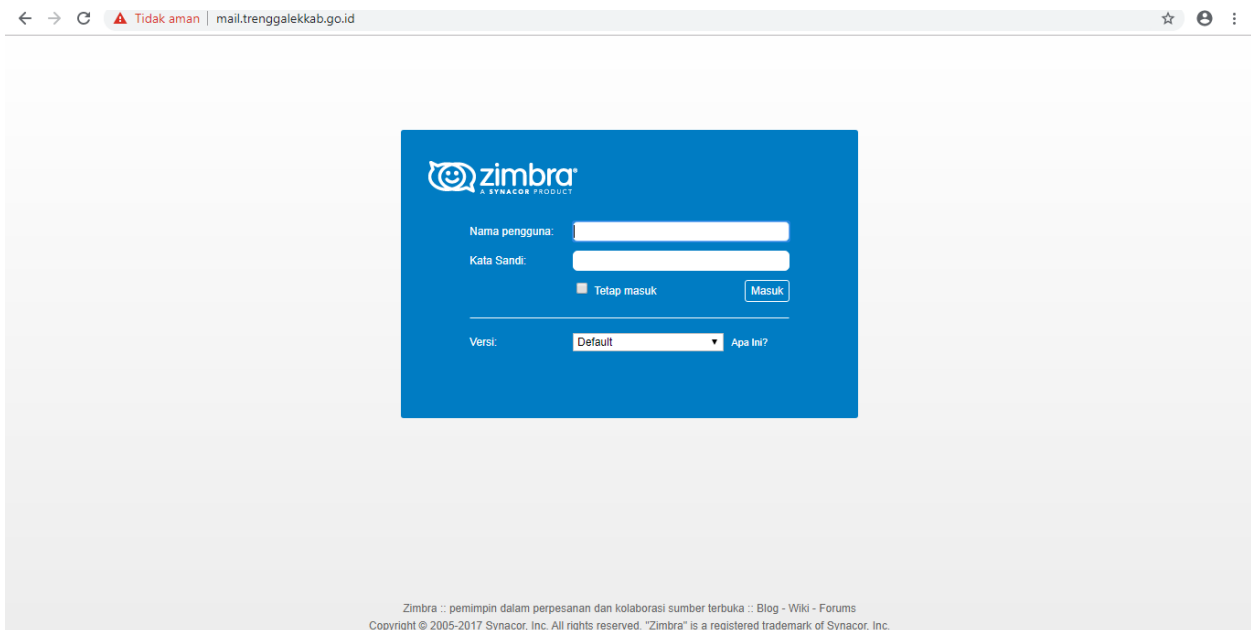 Tidak aman | mail.trenggalekkab.go.id
zimbra®
A SYNACOR PRODUCT
Nama pengguna:
Kata Sandi:
Tetap masuk
Masuk
Versi:
Default
Apa Ini?
Zimbra :: pemimpin dalam perpesanan dan kolaborasi sumber terbuka :: Blog - Wiki - Forums
Copyright © 2005-2017 Synacor, Inc. All rights reserved. "Zimbra" is a registered trademark of Synacor, Inc.